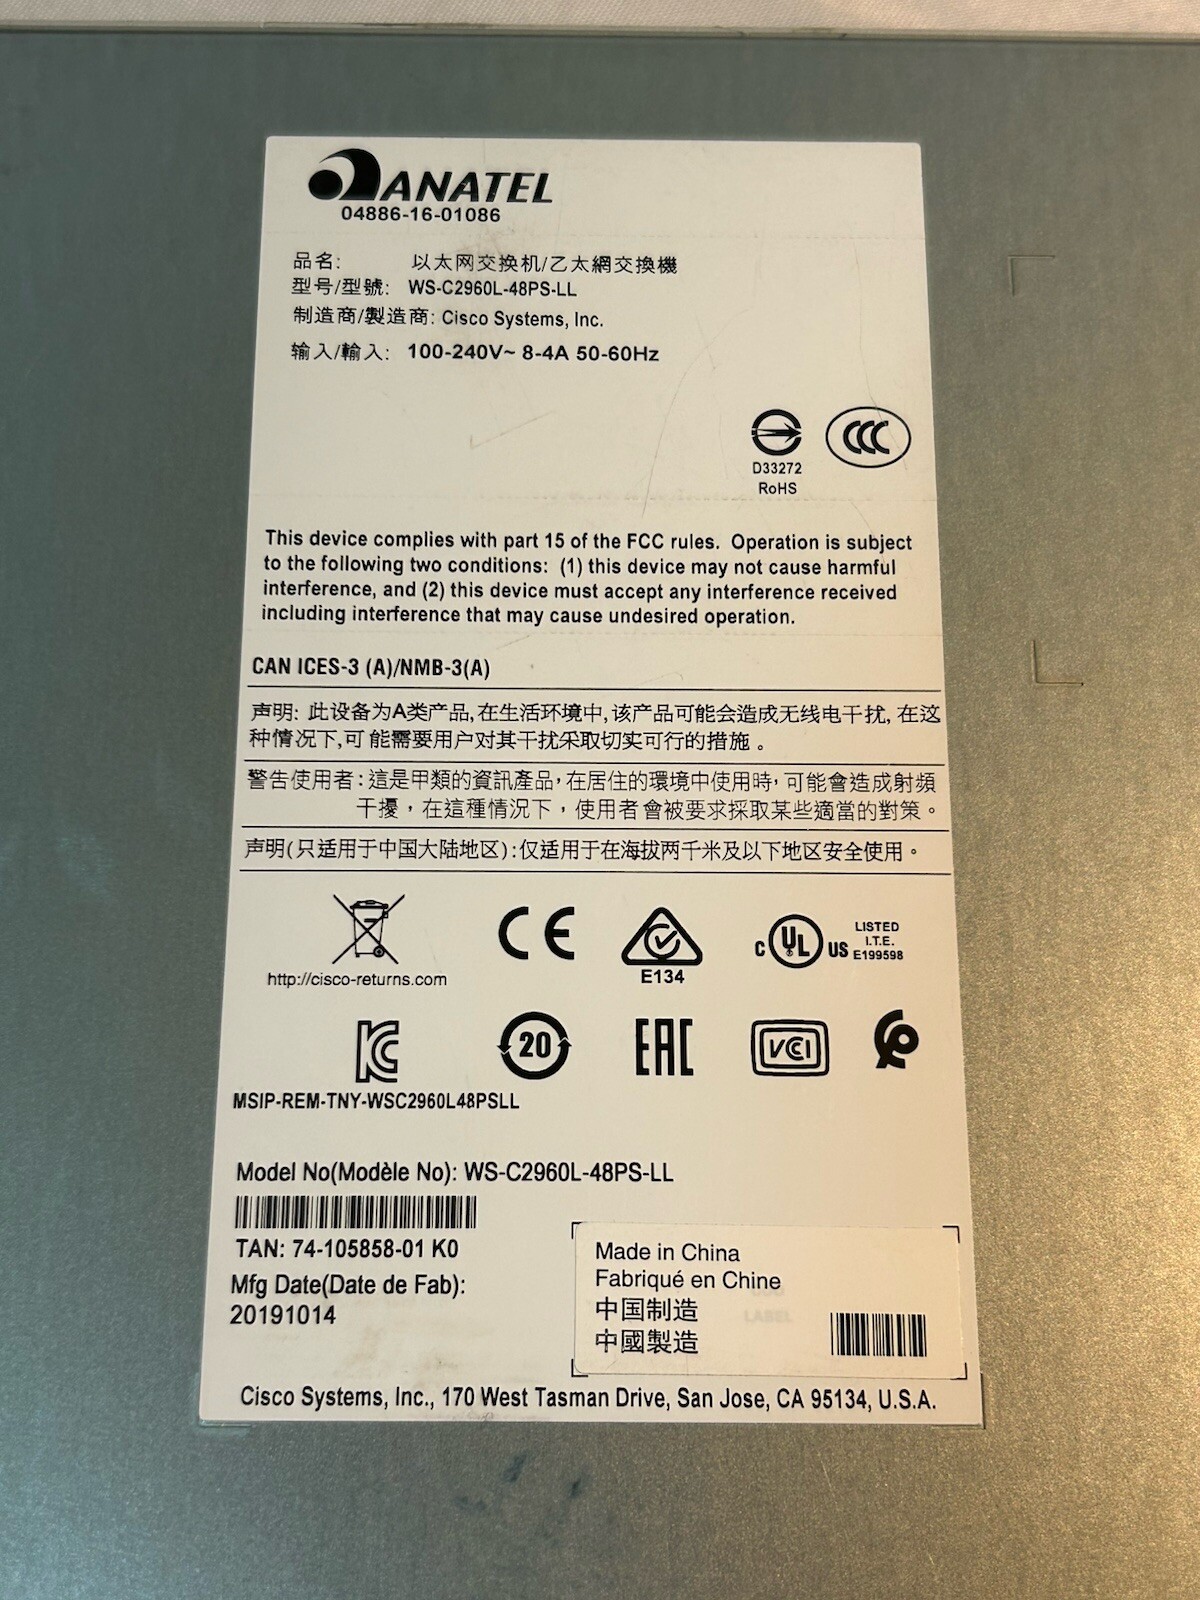 ANATEL
04886-16-01086
品名: 以太网交换机/乙太網交換機
型号/型號: WS-C2960L-48PS-LL
制造商/製造商: Cisco Systems, Inc.
输入/輸入: 100-240V~ 8-4A 50-60Hz
D33272
RoHS
CCC
This device complies with part 15 of the FCC rules. Operation is subject
to the following two conditions: (1) this device may not cause harmful
interference, and (2) this device must accept any interference received
including interference that may cause undesired operation.
CAN ICES-3 (A)/NMB-3(A)
声明: 此设备为A类产品,在生活环境中,该产品可能会造成无线电干扰, 在这
种情况下,可能需要用户对其干扰采取切实可行的措施。
警告使用者:這是甲類的資訊產品,在居住的環境中使用時,可能會造成射頻
干擾,在這種情況下,使用者會被要求採取某些適當的對策。
声明(只适用于中国大陆地区):仅适用于在海拔两千米及以下地区安全使用。
http://cisco-returns.com
CE
E134
C UL US LISTED
I.T.E.
E199598
KC
20
EAC
VCCI
MSIP-REM-TNY-WSC2960L48PSLL
Model No(Modèle No): WS-C2960L-48PS-LL
TAN: 74-105858-01 K0
Mfg Date(Date de Fab):
20191014
Made in China
Fabriqué en Chine
中国制造
中國製造
LABEL
Cisco Systems, Inc., 170 West Tasman Drive, San Jose, CA 95134, U.S.A.